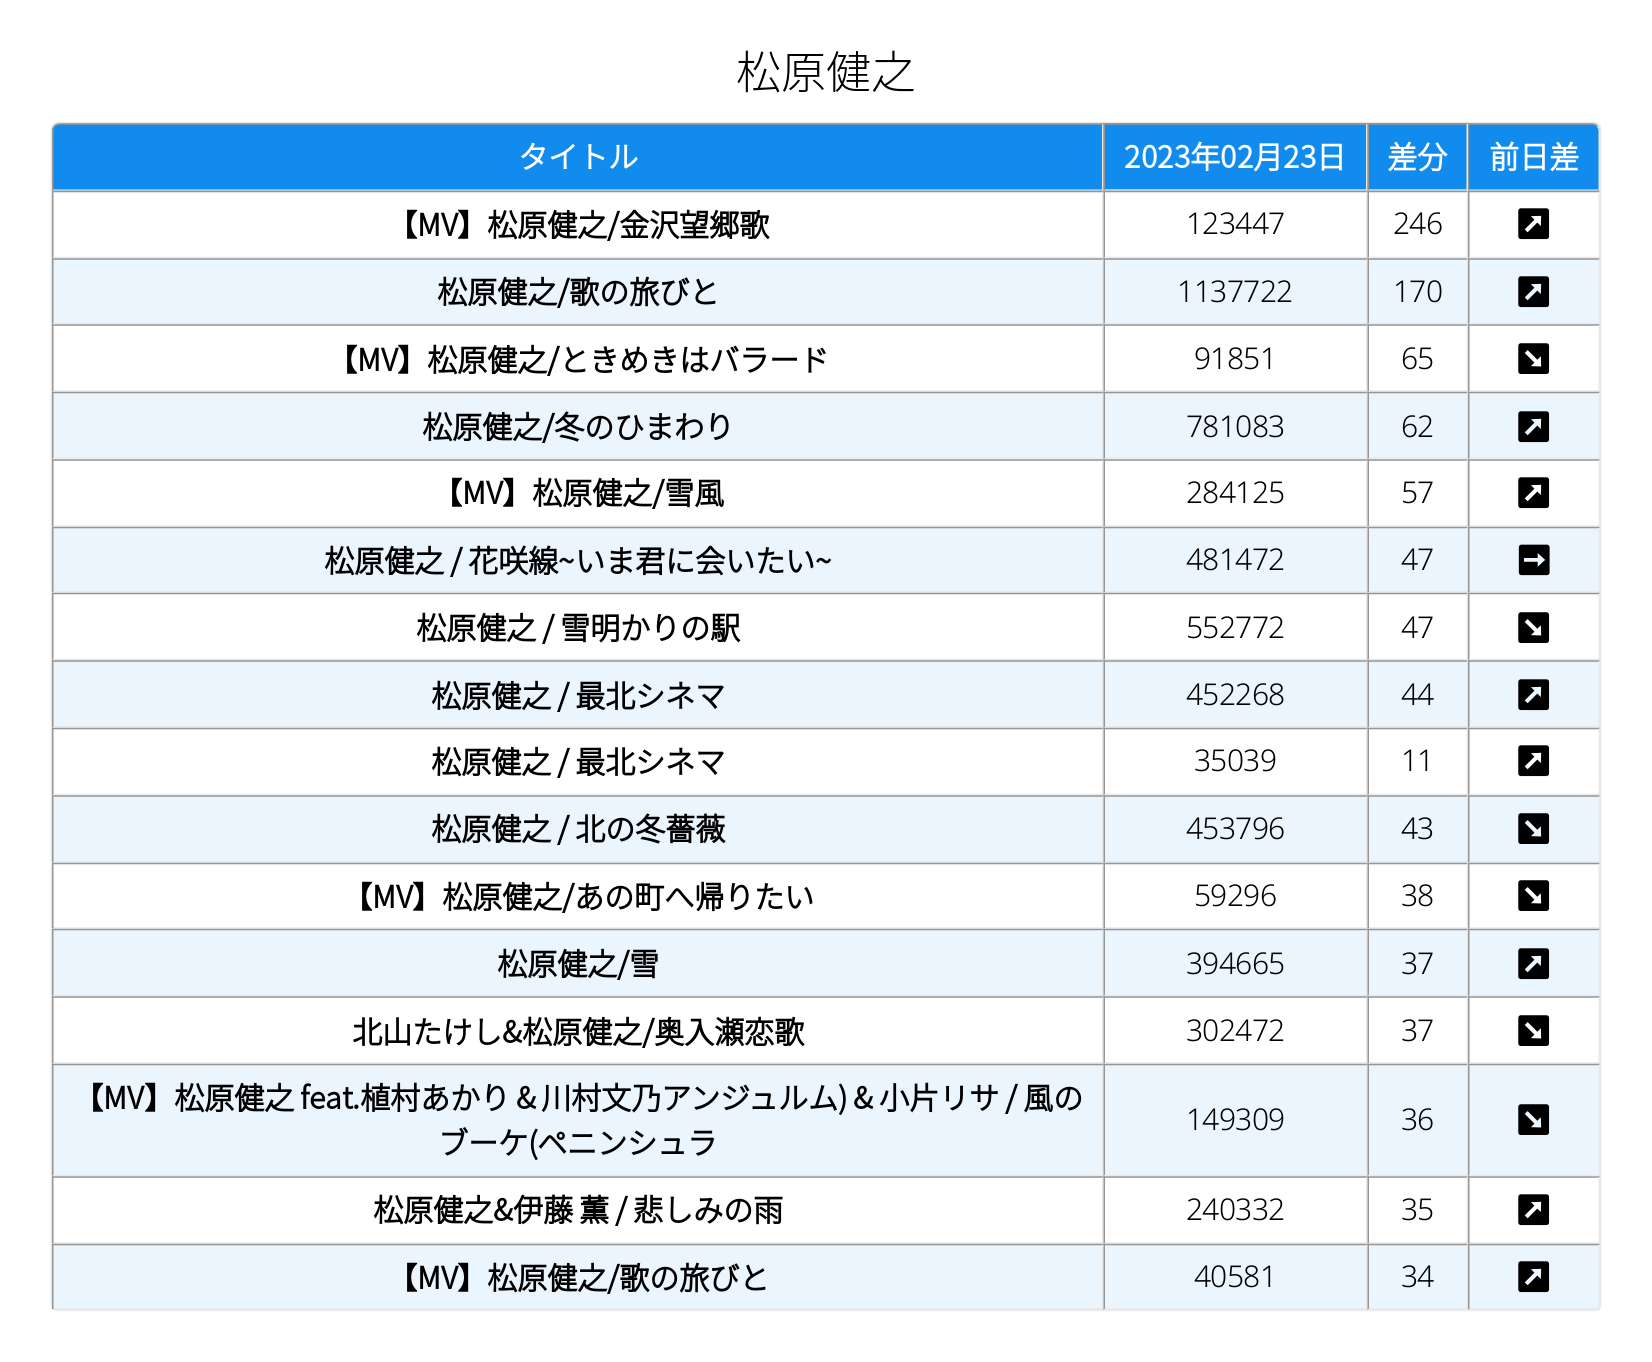 松原健之
タイトル 2023年02月23日 差分 前日差
【MV】松原健之/金沢望郷歌 123447 246
松原健之/歌の旅びと 1137722 170
【MV】松原健之/ときめきはバラード 91851 65
松原健之/冬のひまわり 781083 62
【MV】松原健之/雪風 284125 57
松原健之 / 花咲線~いま君に会いたい~ 481472 47
松原健之 / 雪明かりの駅 552772 47
松原健之 / 最北シネマ 452268 44
松原健之 / 最北シネマ 35039 11
松原健之 / 北の冬薔薇 453796 43
【MV】松原健之/あの町へ帰りたい 59296 38
松原健之/雪 394665 37
北山たけし&松原健之/奥入瀬恋歌 302472 37
【MV】松原健之 feat.植村あかり & 川村文乃アンジュルム) & 小片リサ / 風の
ブーケ(ペニンシュラ 149309 36
松原健之&伊藤 薫 / 悲しみの雨 240332 35
【MV】松原健之/歌の旅びと 40581 34